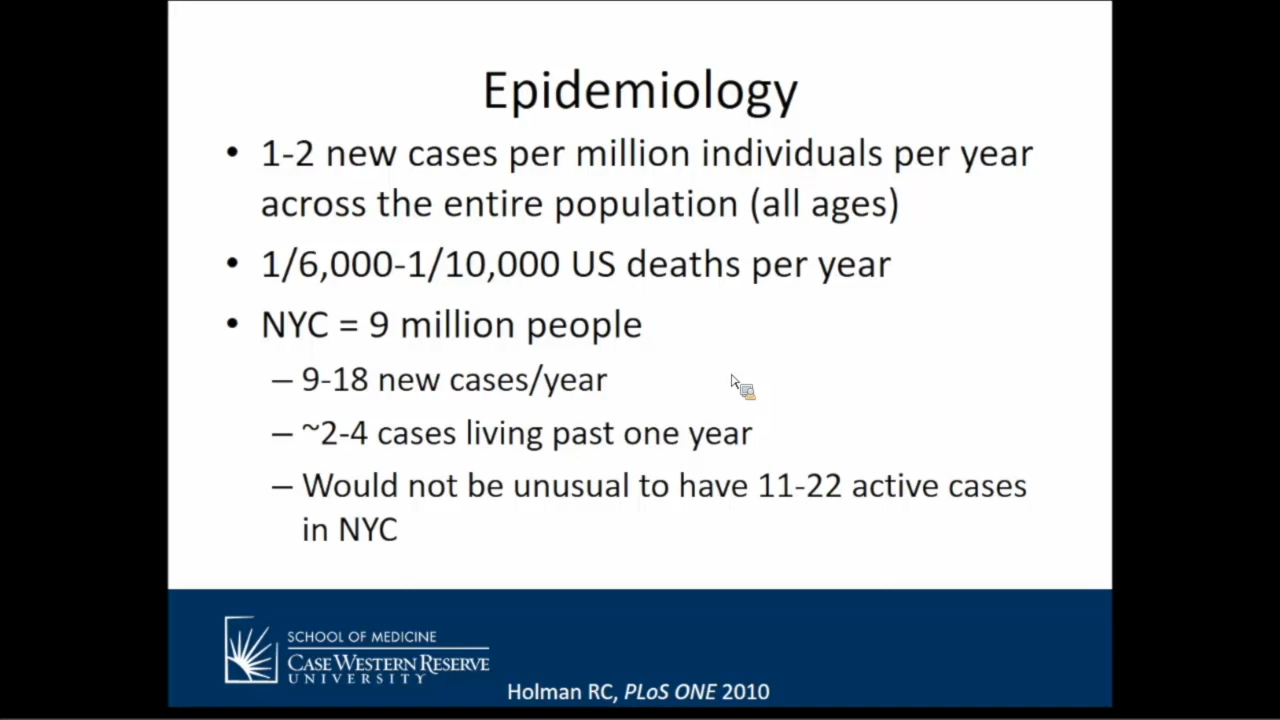 Epidemiology
• 1-2 new cases per million individuals per year
across the entire population (all ages)
• 1/6,000-1/10,000 US deaths per year
• NYC = 9 million people
– 9-18 new cases/year
– ~2-4 cases living past one year
– Would not be unusual to have 11-22 active cases
in NYC
SCHOOL OF MEDICINE
CASE WESTERN RESERVE
UNIVERSITY
Holman RC, PLoS ONE 2010